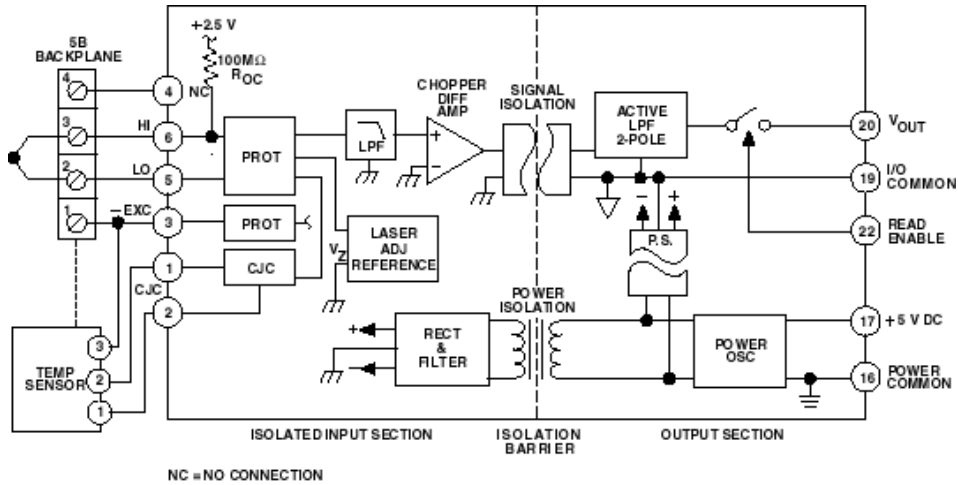 +2.5 V
5B
BACKPLANE
100MΩ
ROC
4
3
2
1
4
NC
HI
6
LO
5
–EXC
3
1
CJC
2
PROT
PROT
CJC
LPF
CHOPPER
DIFF
AMP
+
–
SIGNAL
ISOLATION
ACTIVE
LPF
2-POLE
20
VOUT
19
I/O
COMMON
22
READ
ENABLE
VZ
LASER
ADJ
REFERENCE
– +
P.S.
POWER
ISOLATION
+
–
RECT
&
FILTER
POWER
OSC
17
+5 V DC
16
POWER
COMMON
TEMP
SENSOR
3
2
1
ISOLATED INPUT SECTION
ISOLATION
BARRIER
OUTPUT SECTION
NC = NO CONNECTION